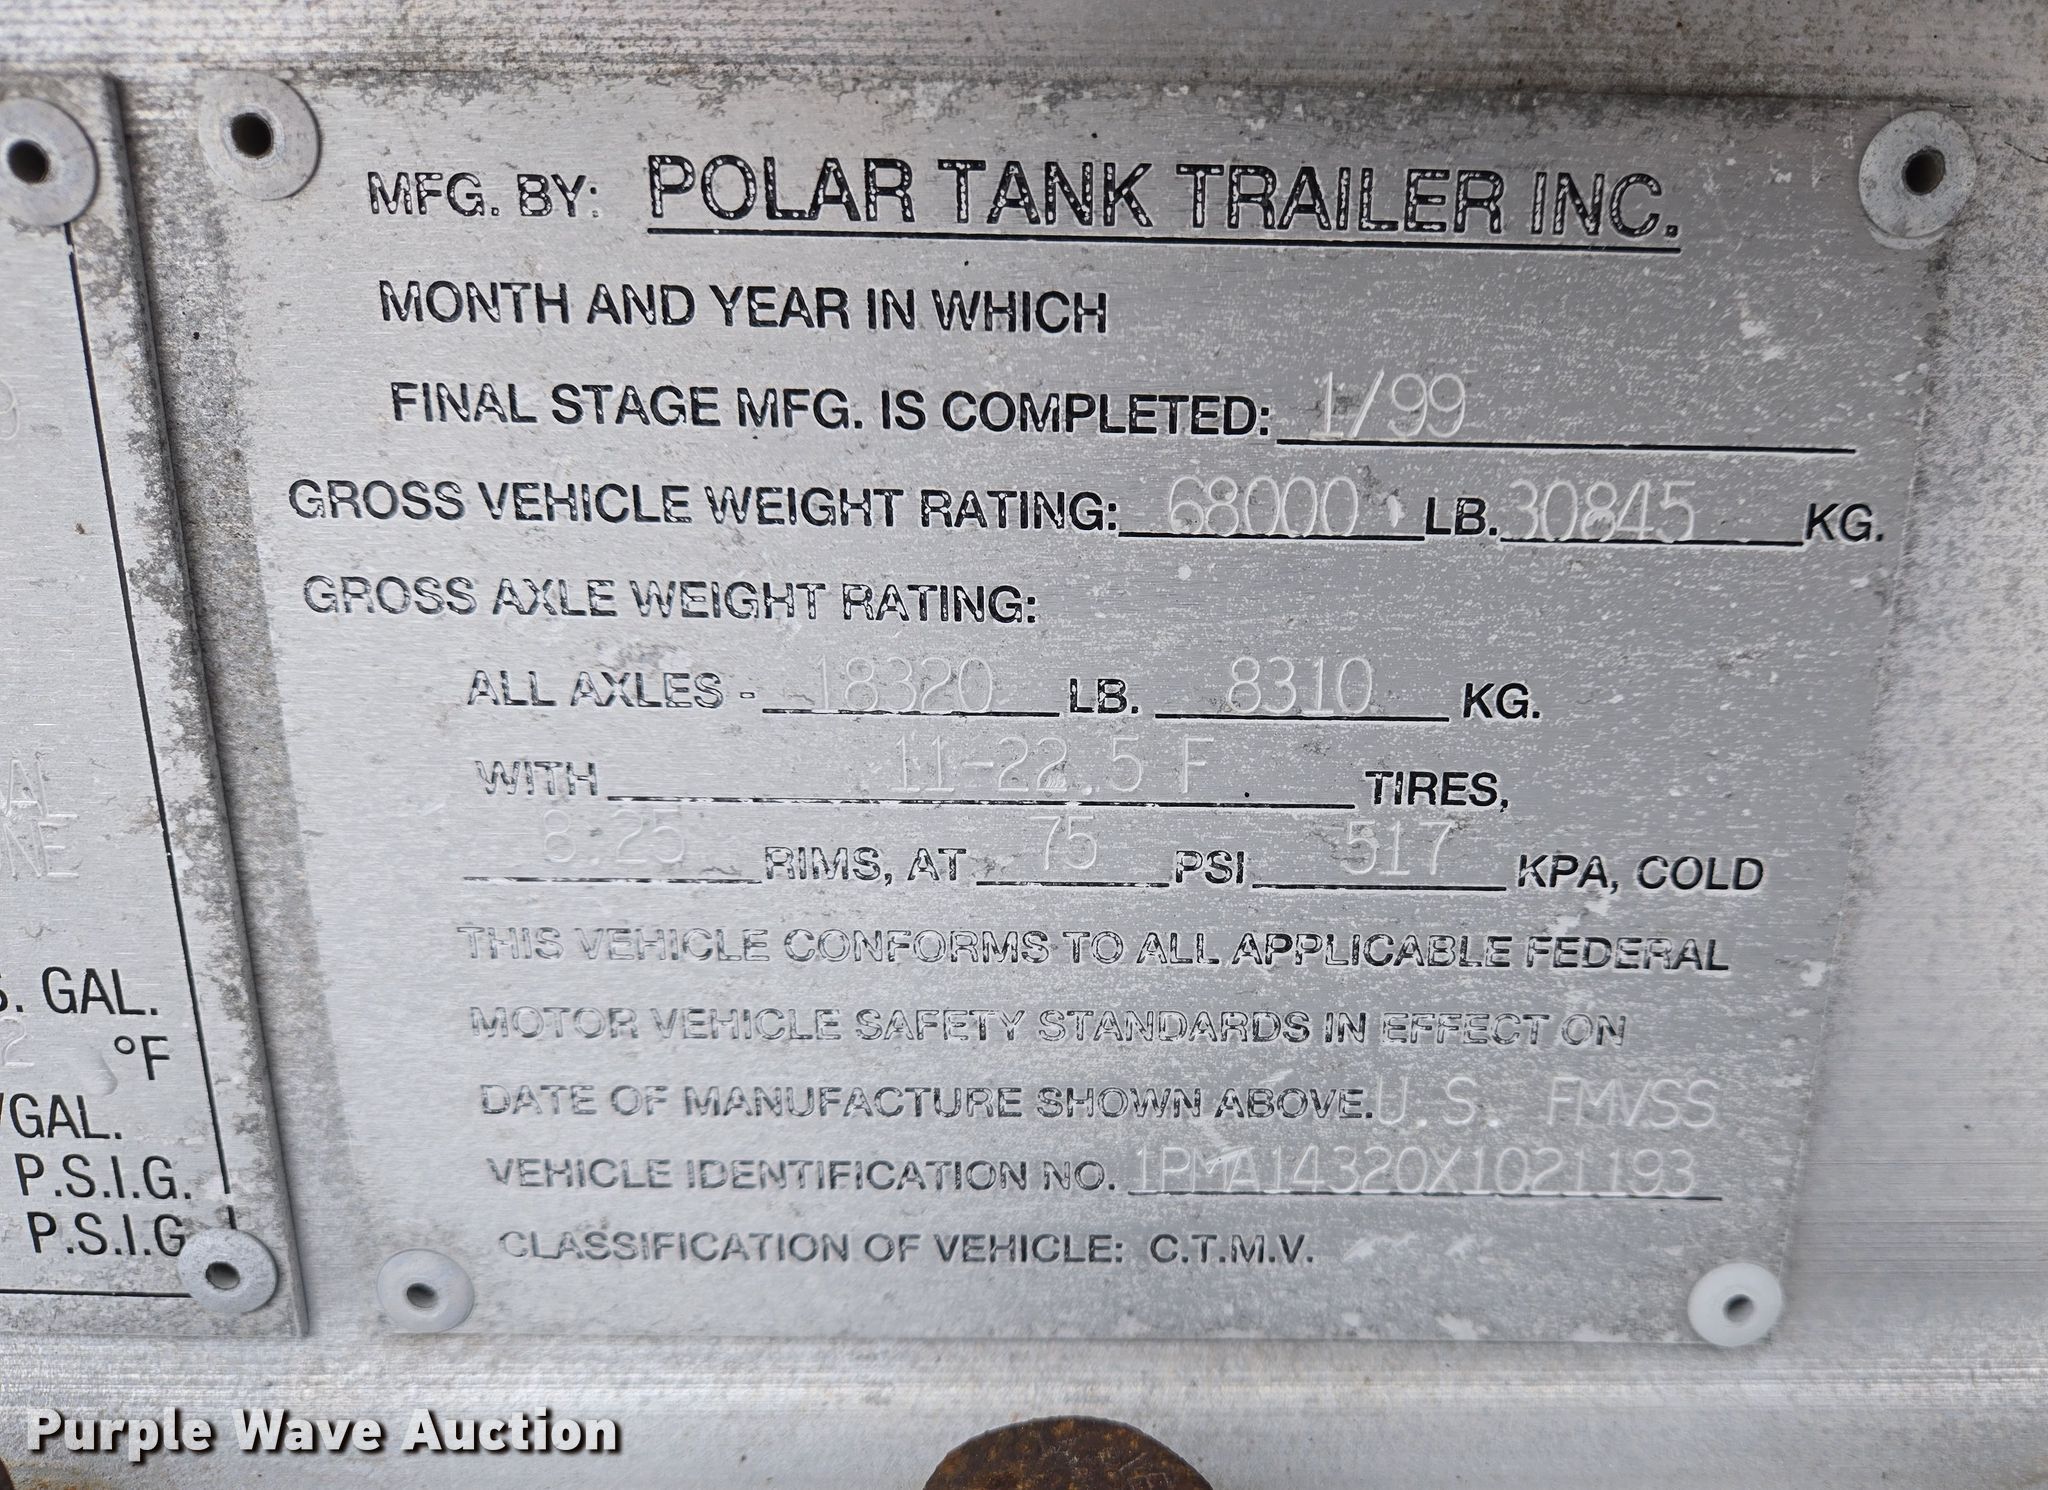 MFG. BY: POLAR TANK TRAILER INC.
MONTH AND YEAR IN WHICH
FINAL STAGE MFG. IS COMPLETED: 1/99
GROSS VEHICLE WEIGHT RATING: 68000 LB. 30845 KG.
GROSS AXLE WEIGHT RATING:
ALL AXLES - 18320 LB. 8310 KG.
WITH 11-22.5 F TIRES,
8.25 RIMS, AT 75 PSI 517 KPA, COLD
THIS VEHICLE CONFORMS TO ALL APPLICABLE FEDERAL
MOTOR VEHICLE SAFETY STANDARDS IN EFFECT ON
DATE OF MANUFACTURE SHOWN ABOVE. U.S. FMVSS
VEHICLE IDENTIFICATION NO. 1PMA14320X1021193
CLASSIFICATION OF VEHICLE: C.T.M.V.
GAL.
°F
/GAL.
P.S.I.G.
P.S.I.G
Purple Wave Auction